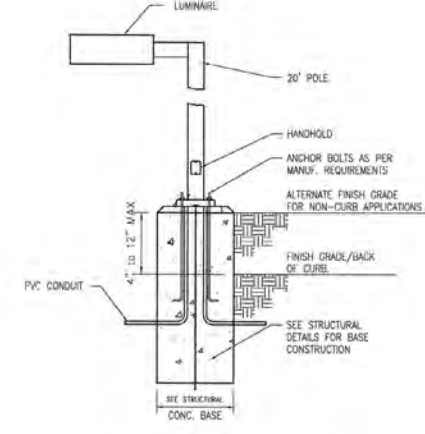 LUMINAIRE
20' POLE
HANDHOLD
ANCHOR BOLTS AS PER
MANUF. REQUIREMENTS
ALTERNATE FINISH GRADE
FOR NON-CURB APPLICATIONS
4" to 12" MAX
FINISH GRADE/BACK
OF CURB
PVC CONDUIT
SEE STRUCTURAL
DETAILS FOR BASE
CONSTRUCTION
SEE STRUCTURAL
CONC. BASE